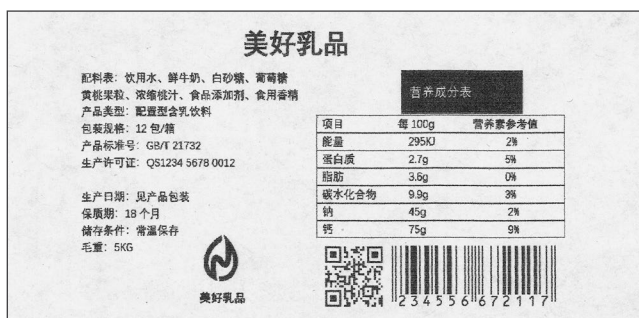 美好乳品
配料表：饮用水、鲜牛奶、白砂糖、葡萄糖
黄桃果粒、浓缩桃汁、食品添加剂、食用香精
产品类型：配置型含乳饮料
包装规格：12 包/箱
产品标准号：GB/T 21732
生产许可证：QS1234 5678 0012
生产日期：见产品包装
保质期：18 个月
储存条件：常温保存
毛重：5KG
美好乳品
营养成分表
项目 每 100g 营养素参考值
能量 295KJ 2%
蛋白质 2.7g 5%
脂肪 3.6g 0%
碳水化合物 9.9g 3%
钠 45g 2%
钙 75g 9%
234556672117